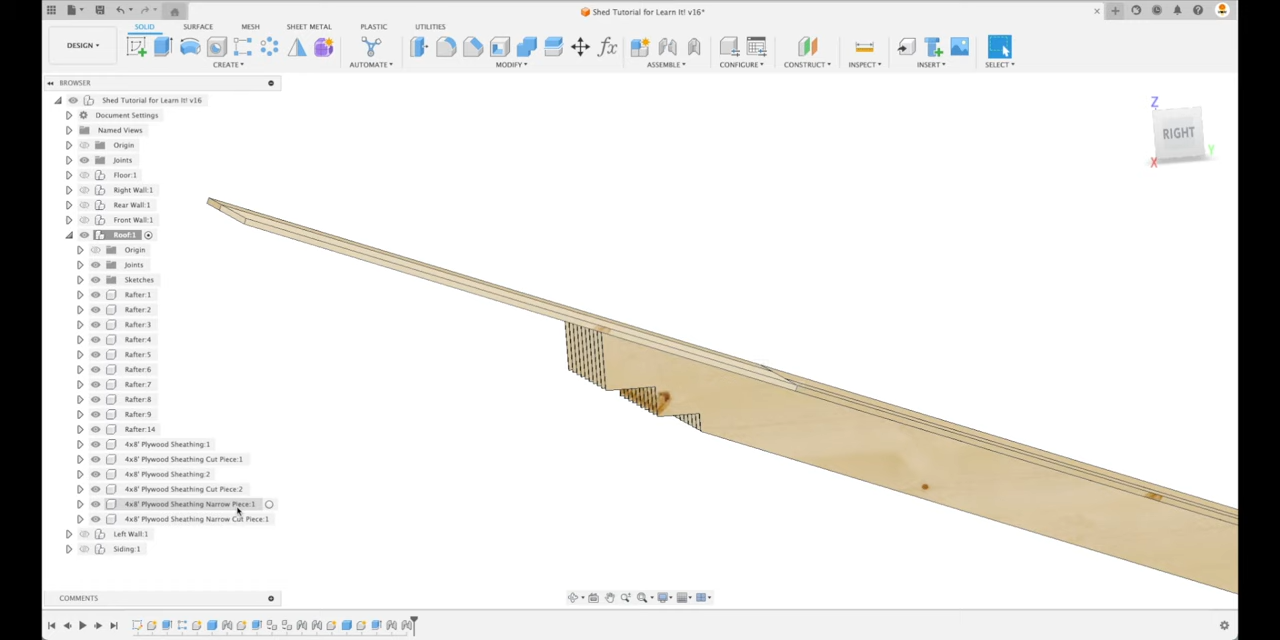 Shed Tutorial for Learn It! v16*
SOLID SURFACE MESH SHEET METAL PLASTIC UTILITIES
DESIGN
CREATE AUTOMATE MODIFY fx ASSEMBLE CONFIGURE CONSTRUCT INSPECT INSERT SELECT
BROWSER
Shed Tutorial for Learn It! v16
Document Settings
Named Views
Origin
Joints
Floor:1
Right Wall:1
Rear Wall:1
Front Wall:1
Roof:1
Origin
Joints
Sketches
Rafter:1
Rafter:2
Rafter:3
Rafter:4
Rafter:5
Rafter:6
Rafter:7
Rafter:8
Rafter:9
Rafter:14
4x8' Plywood Sheathing:1
4x8' Plywood Sheathing Cut Piece:1
4x8' Plywood Sheathing:2
4x8' Plywood Sheathing Cut Piece:2
4x8' Plywood Sheathing Narrow Piece:1
4x8' Plywood Sheathing Narrow Cut Piece:1
Left Wall:1
Siding:1
Z
RIGHT
Y
X
COMMENTS